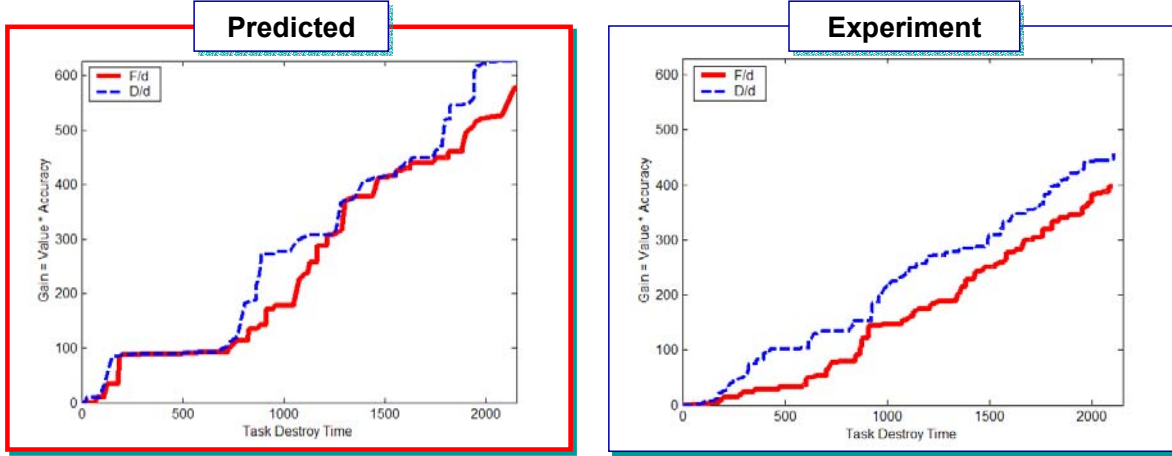 Predicted
600
500
400
300
200
100
0
Gain = Value * Accuracy
F/d
D/d
0 500 1000 1500 2000
Task Destroy Time
Experiment
600
500
400
300
200
100
0
Gain = Value * Accuracy
F/d
D/d
0 500 1000 1500 2000
Task Destroy Time